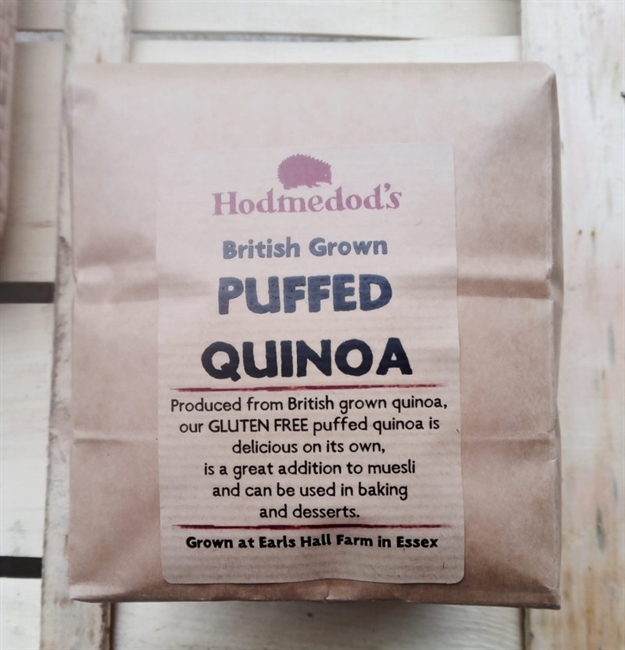 Hodmedod's
British Grown
PUFFED
QUINOA
Produced from British grown quinoa,
our GLUTEN FREE puffed quinoa is
delicious on its own,
is a great addition to muesli
and can be used in baking
and desserts.
Grown at Earls Hall Farm in Essex